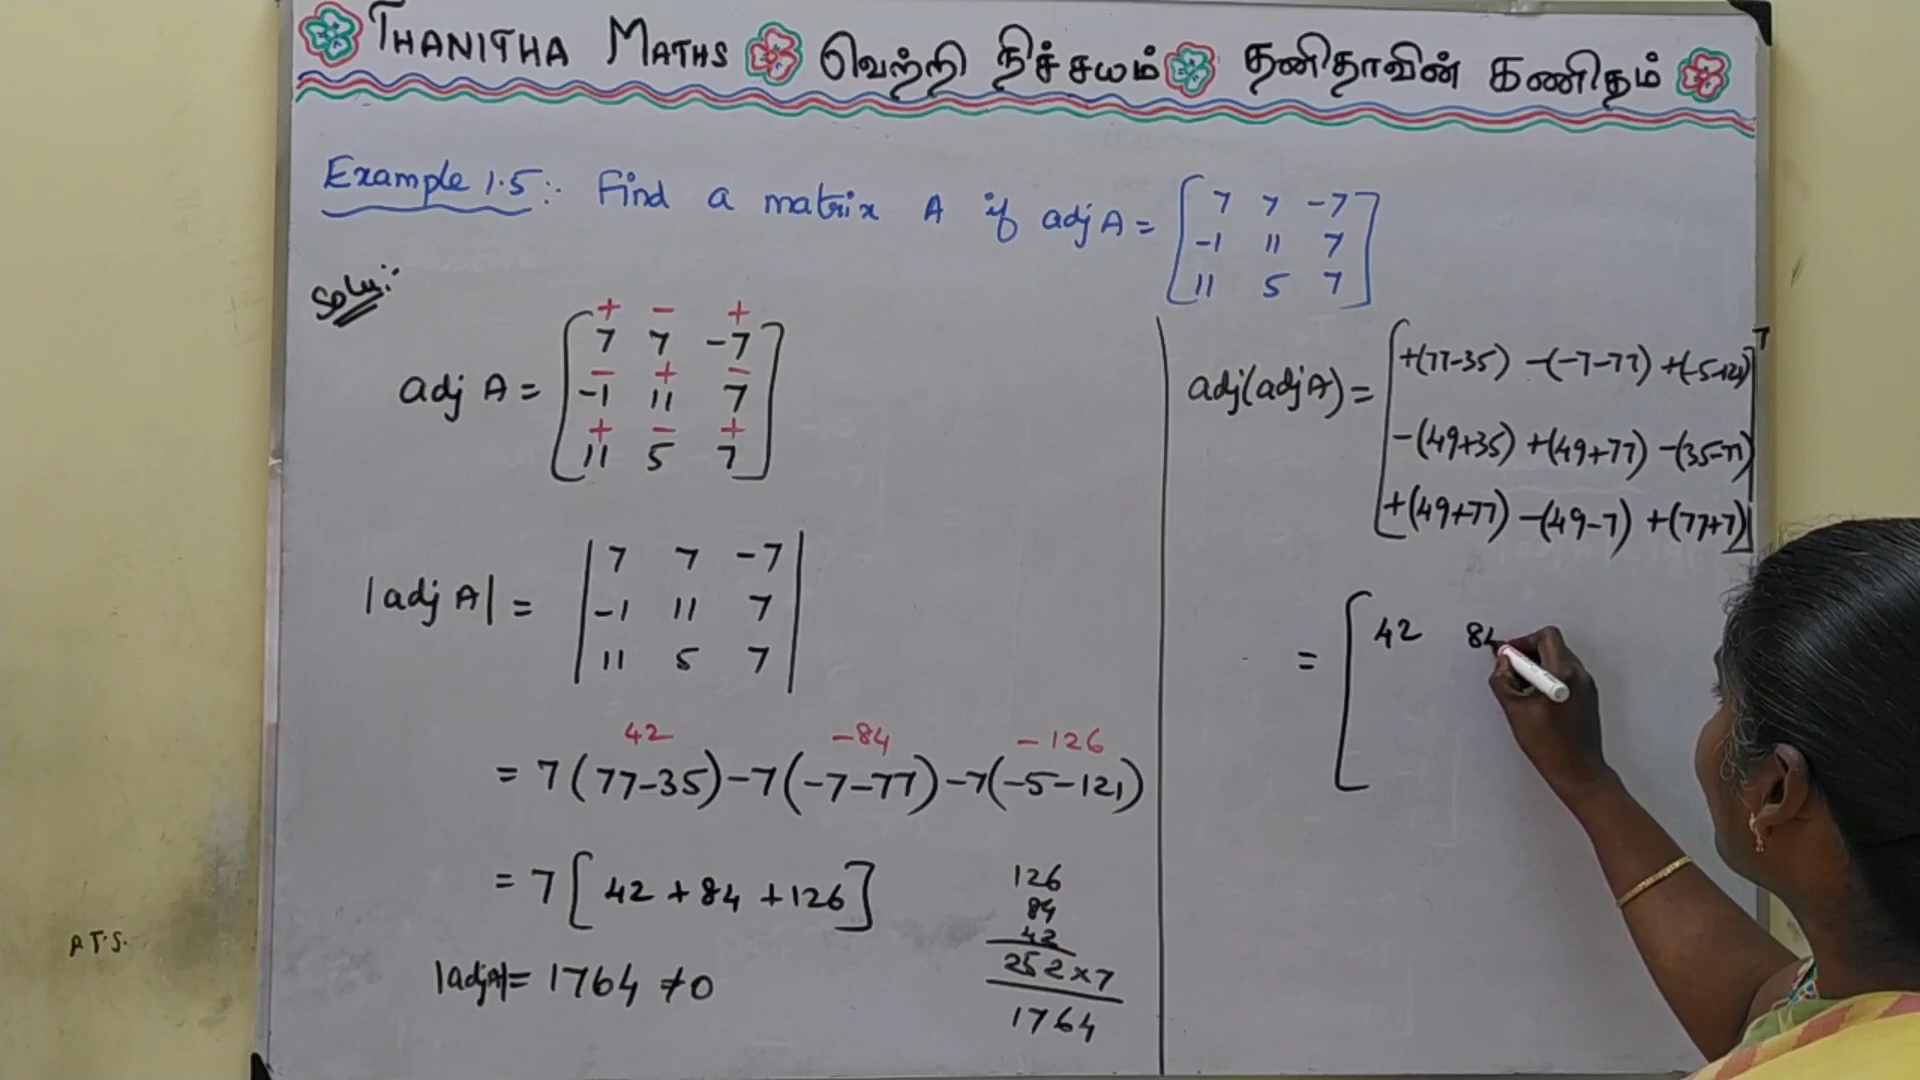 THANITHA MATHS வெற்றி நிச்சயம் தனிதாவின் கணிதம்
Example 1.5:- Find a matrix A if adj A = [ 7 7 -7
-1 11 7
11 5 7 ]
Solu:-
+ - +
adj A = [ 7 7 -7
- + -
-1 11 7
+ - +
11 5 7 ]
|adj A| = | 7 7 -7
-1 11 7
11 5 7 |
42 -84 -126
= 7(77-35)-7(-7-77)-7(-5-121)
= 7[42+84+126]
|adjA|= 1764 ≠0
126
84
42
252×7
1764
adj(adjA)= [ +(77-35) -(-7-77) +(-5-121)
-(49+35) +(49+77) -(35-77)
+(49+77) -(49-7) +(77+7) ]T
= [ 42 84
A.T.S.